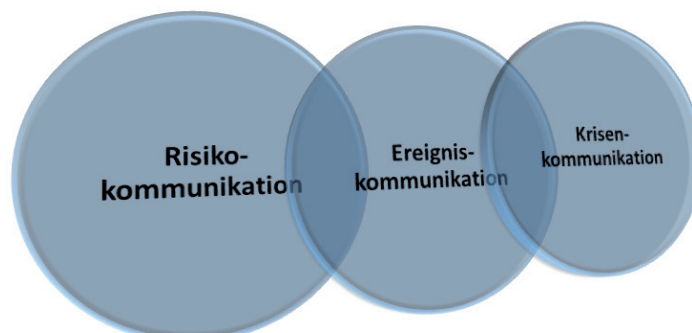 Risiko-
kommunikation
Ereignis-
kommunikation
Krisen-
kommunikation